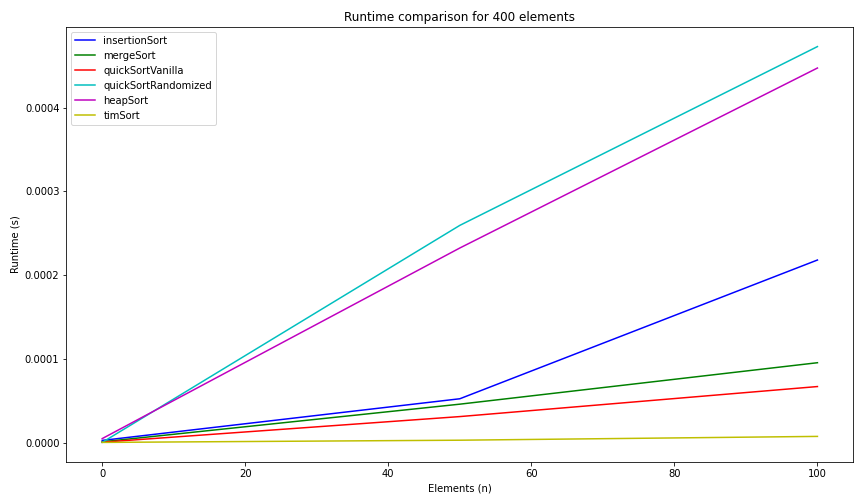 Runtime comparison for 400 elements
insertionSort
mergeSort
quickSortVanilla
quickSortRandomized
heapSort
timSort
0.0004
0.0003
0.0002
0.0001
0.0000
Runtime (s)
0 20 40 60 80 100
Elements (n)